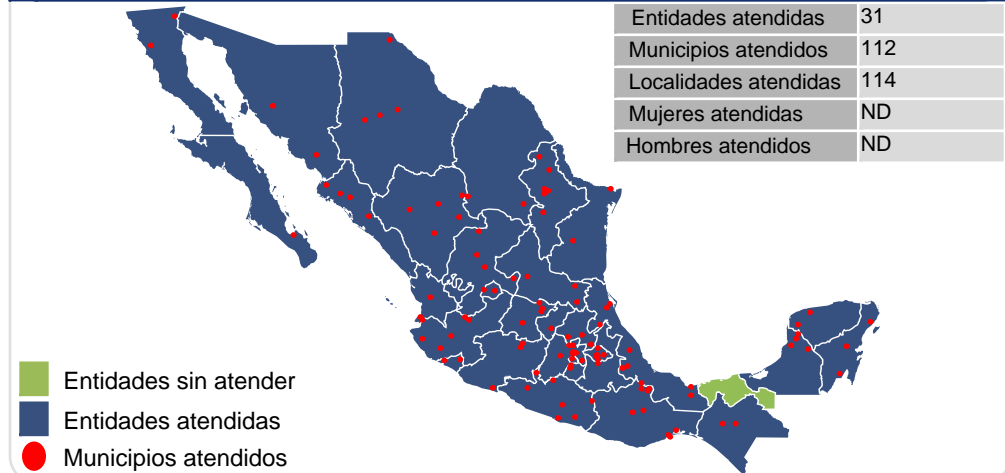 Entidades atendidas 31
Municipios atendidos 112
Localidades atendidas 114
Mujeres atendidas ND
Hombres atendidos ND
Entidades sin atender
Entidades atendidas
Municipios atendidos